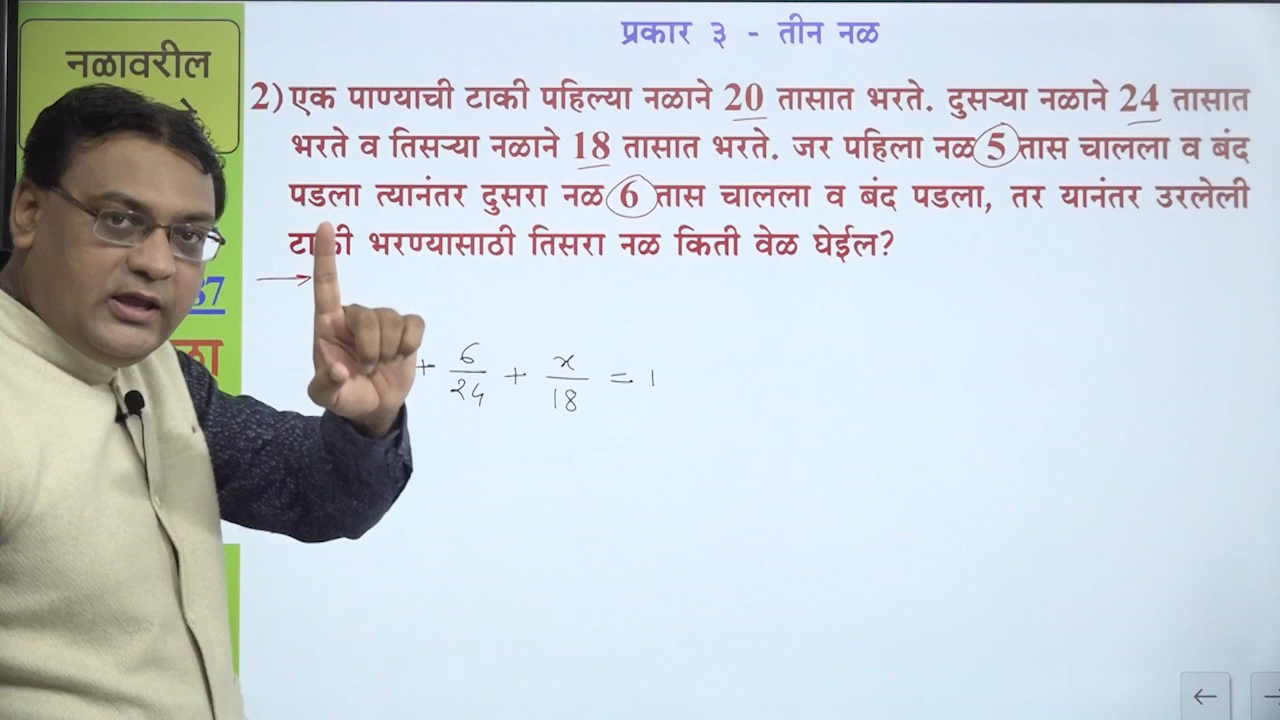 प्रकार ३ - तीन नळ
नळावरील
2) एक पाण्याची टाकी पहिल्या नळाने 20 तासात भरते. दुसऱ्या नळाने 24 तासात
भरते व तिसऱ्या नळाने 18 तासात भरते. जर पहिला नळ 5 तास चालला व बंद
पडला त्यानंतर दुसरा नळ 6 तास चालला व बंद पडला, तर यानंतर उरलेली
टाकी भरण्यासाठी तिसरा नळ किती वेळ घेईल?
87
+ 6/24 + x/18 = 1